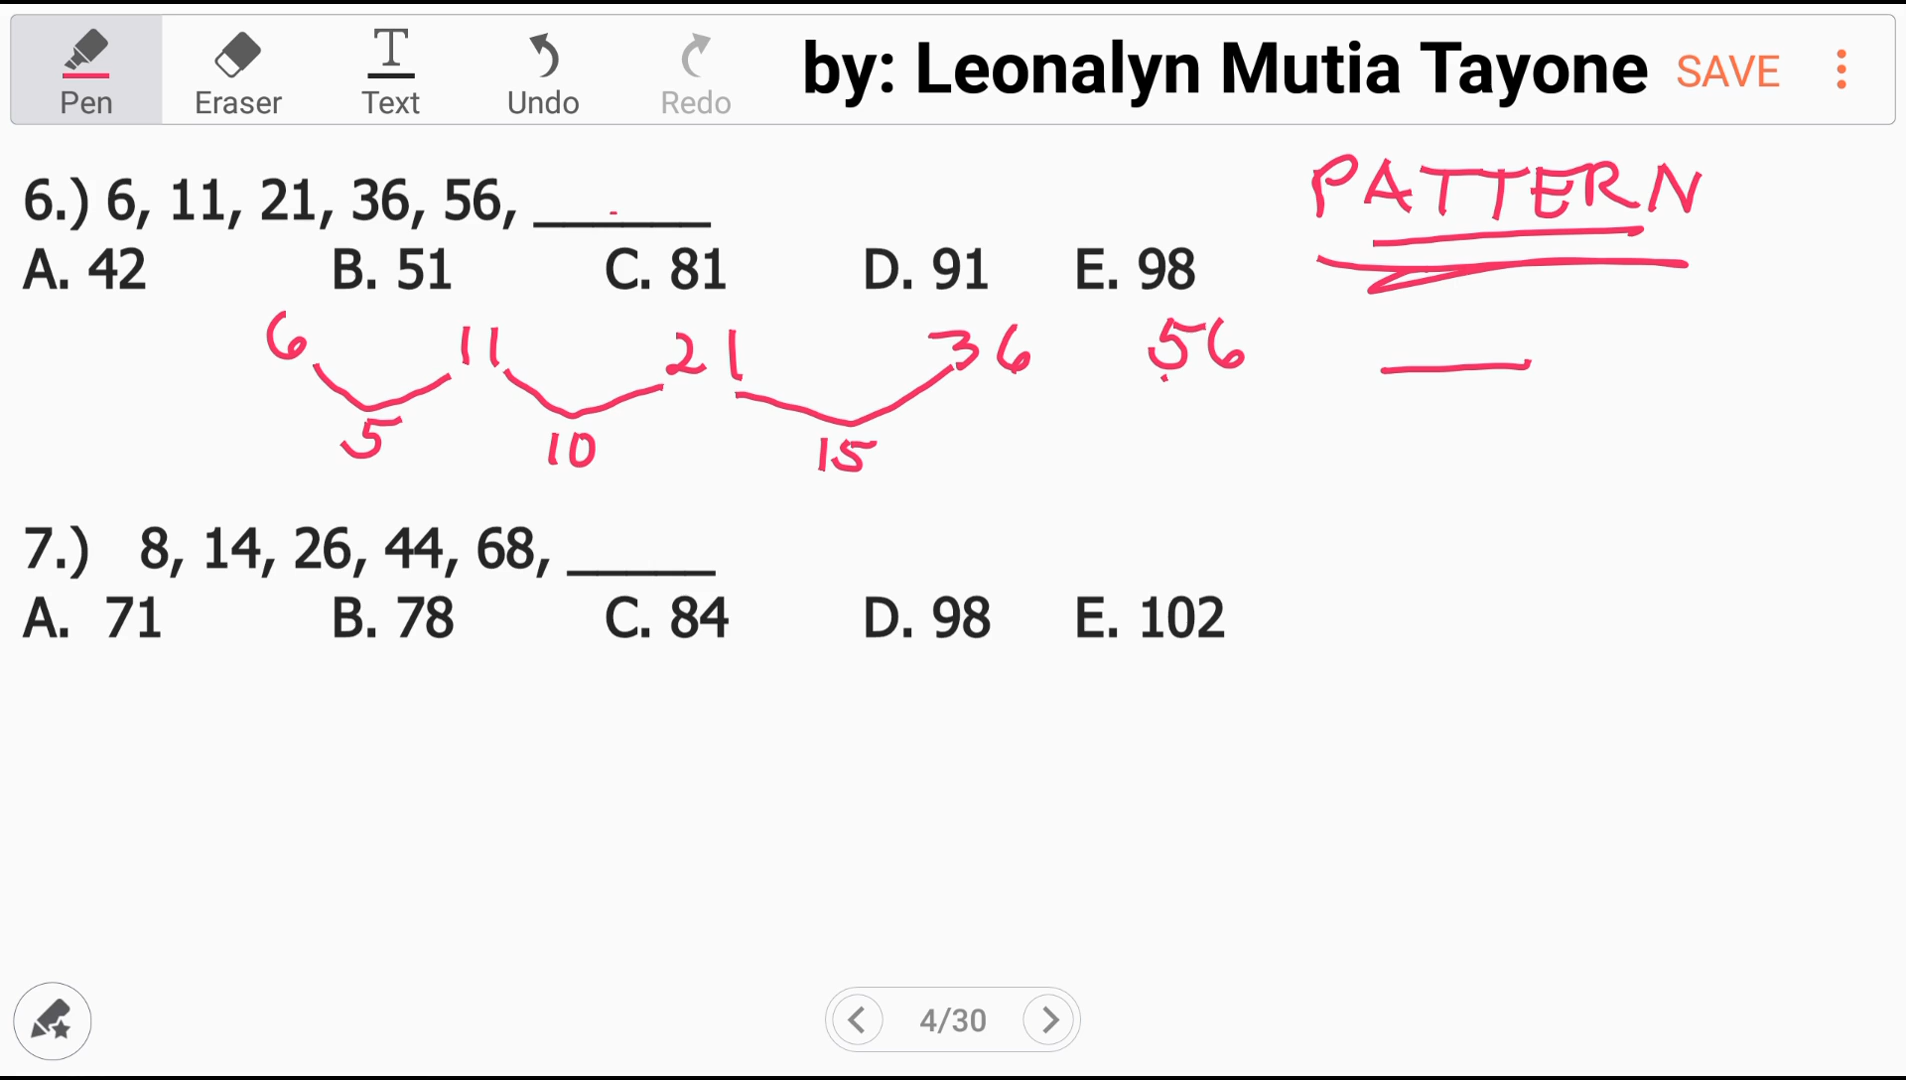 Pen Eraser Text Undo Redo by: Leonalyn Mutia Tayone SAVE
6.) 6, 11, 21, 36, 56, ______
PATTERN
A. 42 B. 51 C. 81 D. 91 E. 98
6 11 21 36 56 ____
5 10 15
7.) 8, 14, 26, 44, 68, _____
A. 71 B. 78 C. 84 D. 98 E. 102
4/30